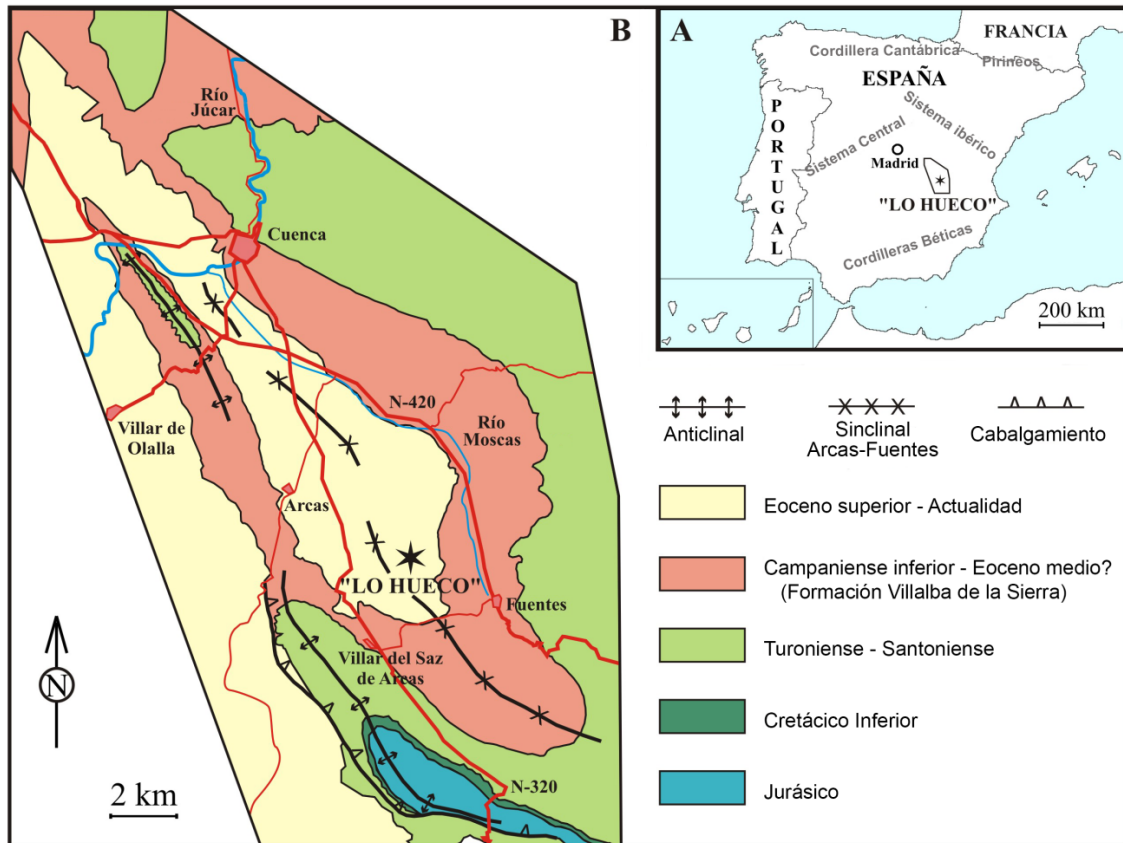 B
Río
Júcar
Cuenca
N-420
Río
Moscas
Villar de
Olalla
Arcas
"LO HUECO"
Fuentes
Villar del Saz
de Arcas
N-320
N
2 km
A
FRANCIA
Cordillera Cantábrica
Pirineos
ESPAÑA
PORTUGAL
Sistema ibérico
Sistema Central
Madrid
"LO HUECO"
Cordilleras Béticas
200 km
Anticlinal
Sinclinal
Arcas-Fuentes
Cabalgamiento
Eoceno superior - Actualidad
Campaniense inferior - Eoceno medio?
(Formación Villalba de la Sierra)
Turoniense - Santoniense
Cretácico Inferior
Jurásico